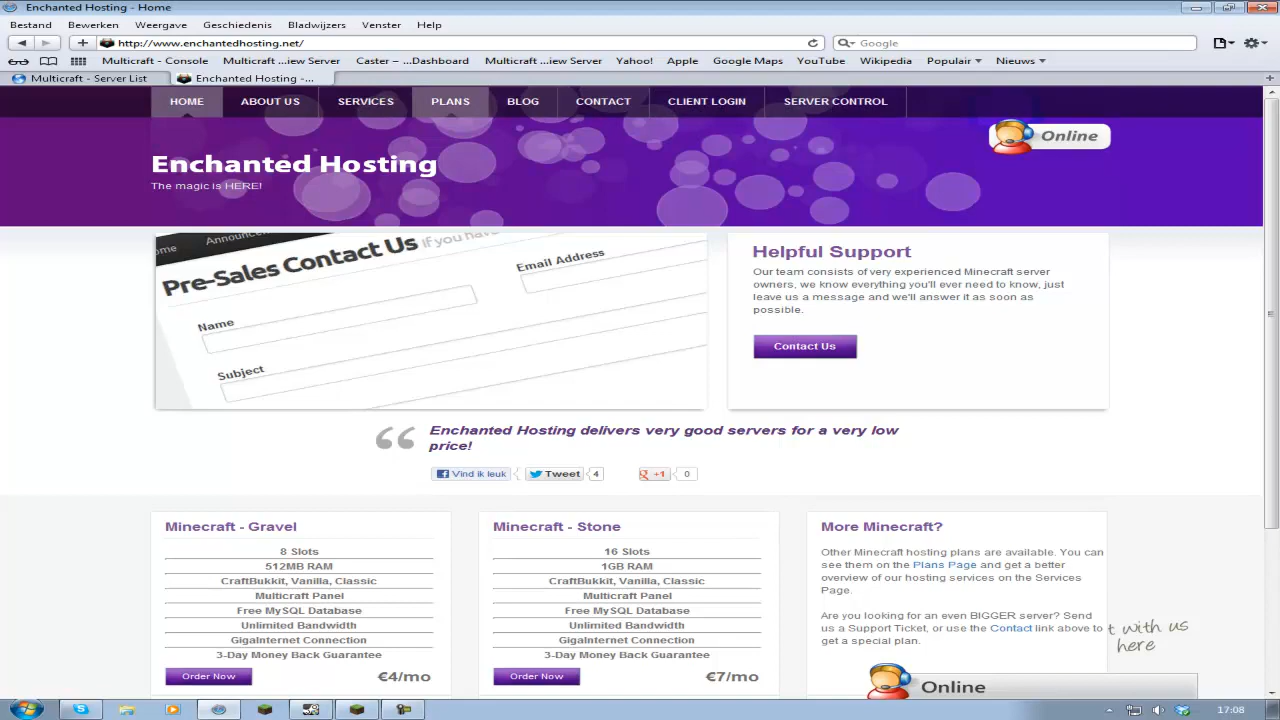 Enchanted Hosting - Home
Bestand Bewerken Weergave Geschiedenis Bladwijzers Venster Help
http://www.enchantedhosting.net/
Google
Multicraft - Console Multicraft ...iew Server Caster – ...Dashboard Multicraft ...iew Server Yahoo! Apple Google Maps YouTube Wikipedia Populair Nieuws
Multicraft - Server List Enchanted Hosting -...
HOME ABOUT US SERVICES PLANS BLOG CONTACT CLIENT LOGIN SERVER CONTROL
Online
Enchanted Hosting
The magic is HERE!
ome Announce
Pre-Sales Contact Us if you hav
Name
Email Address
Subject
Helpful Support
Our team consists of very experienced Minecraft server
owners, we know everything you'll ever need to know, just
leave us a message and we'll answer it as soon as
possible.
Contact Us
Enchanted Hosting delivers very good servers for a very low
price!
Vind ik leuk Tweet 4 +1 0
Minecraft - Gravel
8 Slots
512MB RAM
CraftBukkit, Vanilla, Classic
Multicraft Panel
Free MySQL Database
Unlimited Bandwidth
GigaInternet Connection
3-Day Money Back Guarantee
Order Now €4/mo
Minecraft - Stone
16 Slots
1GB RAM
CraftBukkit, Vanilla, Classic
Multicraft Panel
Free MySQL Database
Unlimited Bandwidth
GigaInternet Connection
3-Day Money Back Guarantee
Order Now €7/mo
More Minecraft?
Other Minecraft hosting plans are available. You can
see them on the Plans Page and get a better
overview of our hosting services on the Services
Page.
Are you looking for an even BIGGER server? Send
us a Support Ticket, or use the Contact link above to
get a special plan.
t with us
here
Online
17:08